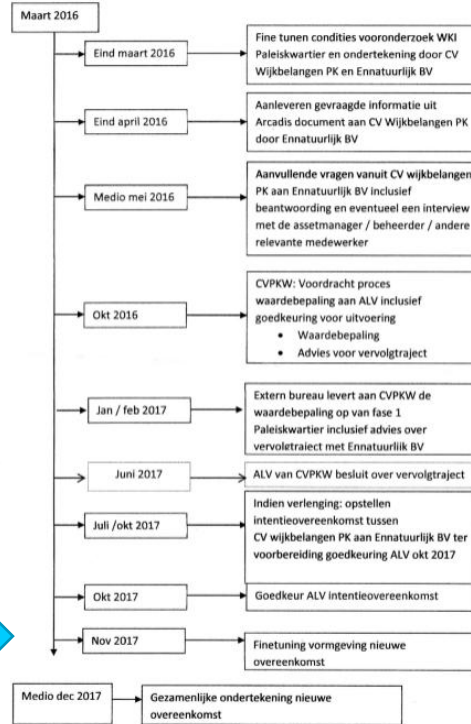 Maart 2016
Eind maart 2016
Fine tunen condities vooronderzoek WKI
Paleiskwartier en ondertekening door CV
Wijkbelangen PK en Ennatuurlijk BV
Eind april 2016
Aanleveren gevraagde informatie uit
Arcadis document aan CV Wijkbelangen PK
door Ennatuurlijk BV
Medio mei 2016
Aanvullende vragen vanuit CV wijkbelangen
PK aan Ennatuurlijk BV inclusief
beantwoording en eventueel een interview
met de assetmanager / beheerder / andere
relevante medewerker
Okt 2016
CVPKW: Voordracht proces
waardebepaling aan ALV inclusief
goedkeuring voor uitvoering
• Waardebepaling
• Advies voor vervolgtraject
Jan / feb 2017
Extern bureau levert aan CVPKW de
waardebepaling op van fase 1
Paleiskwartier inclusief advies over
vervolgtraject met Ennatuurlijk BV
Juni 2017
ALV van CVPKW besluit over vervolgtraject
Juli /okt 2017
Indien verlenging: opstellen
intentieovereenkomst tussen
CV wijkbelangen PK aan Ennatuurlijk BV ter
voorbereiding goedkeuring ALV okt 2017
Okt 2017
Goedkeur ALV intentieovereenkomst
Nov 2017
Finetuning vormgeving nieuwe
overeenkomst
Medio dec 2017
Gezamenlijke ondertekening nieuwe
overeenkomst